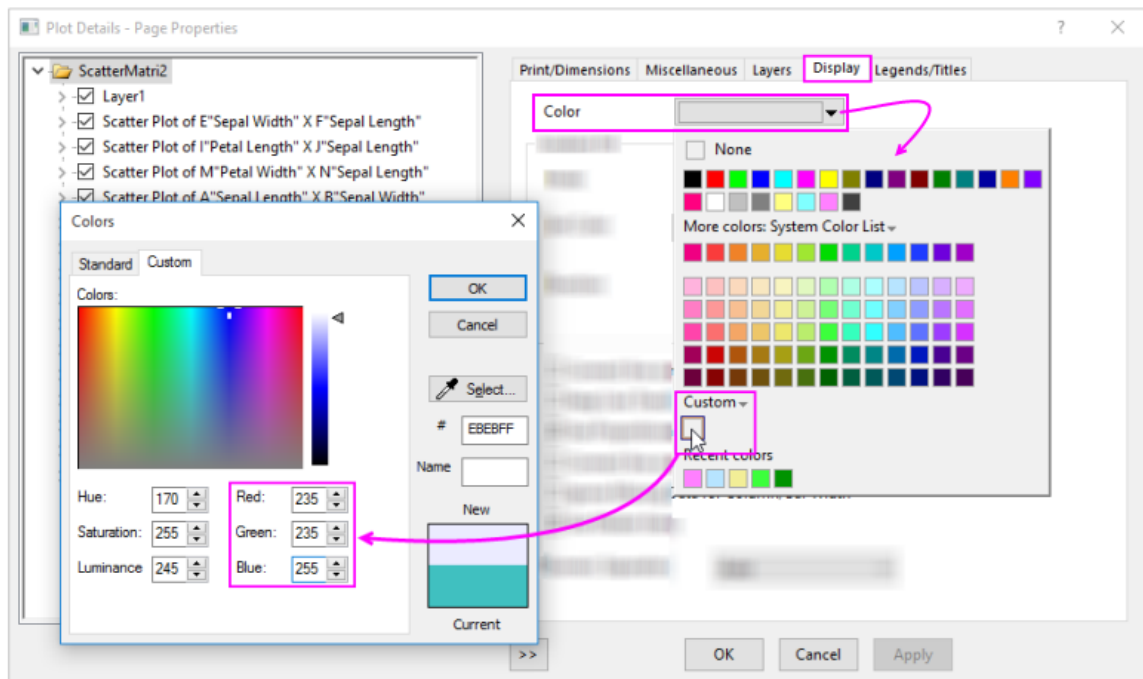 Plot Details - Page Properties
?
ScatterMatri2
Layer1
Scatter Plot of E"Sepal Width" X F"Sepal Length"
Scatter Plot of I"Petal Length" X J"Sepal Length"
Scatter Plot of M"Petal Width" X N"Sepal Length"
Scatter Plot of A"Sepal Length" X B"Sepal Width"
Print/Dimensions Miscellaneous Layers Display Legends/Titles
Color
None
More colors: System Color List
Custom
Recent colors
Colors
Standard Custom
Colors:
OK
Cancel
Select...
# EBEBFF
Name
New
Current
Hue: 170 Red: 235
Saturation: 255 Green: 235
Luminance 245 Blue: 255
>> OK Cancel Apply